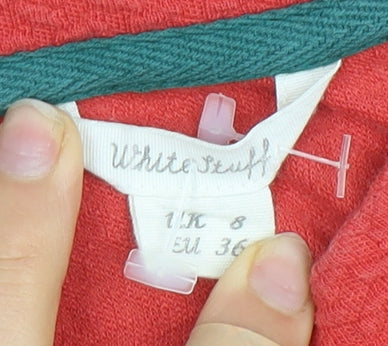 White Stuff
UK 8
EU 36